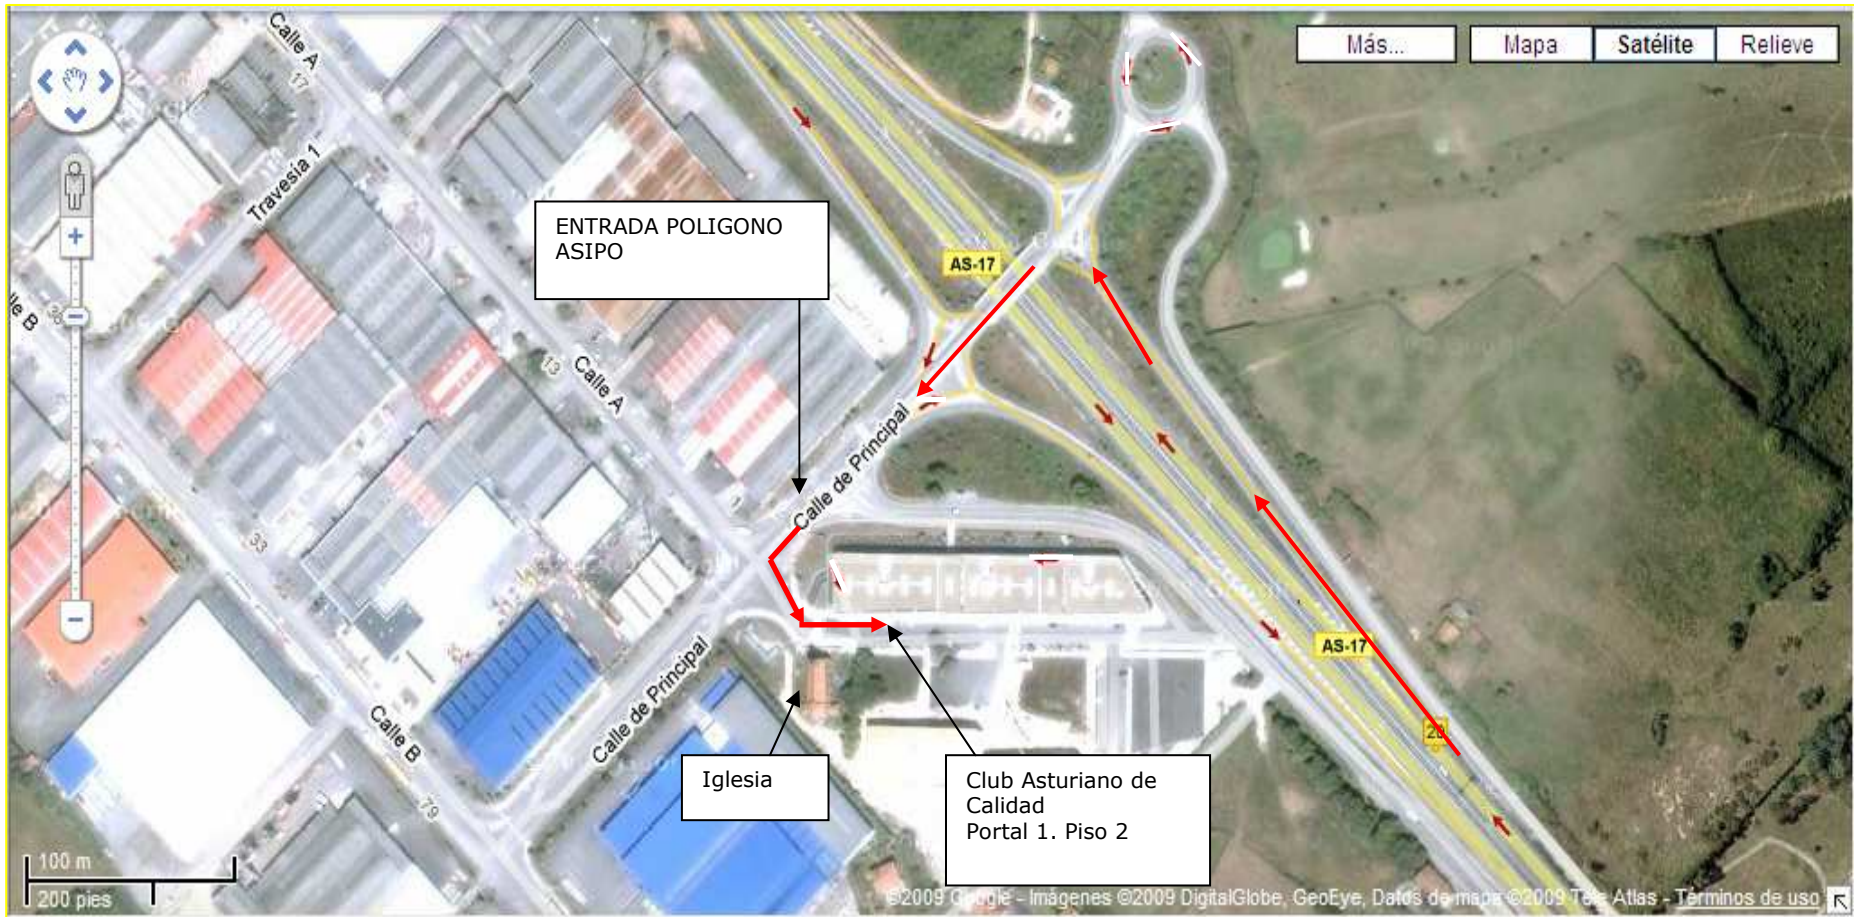 Calle A
17
Más...
Mapa
Satélite
Relieve
Travesía 1
ENTRADA POLIGONO
ASIPO
AS-17
lle B
13
Calle A
Calle de Principal
1
33
AS-17
Calle de Principal
Calle B
79
Iglesia
Club Asturiano de
Calidad
Portal 1. Piso 2
100 m
200 pies
©2009 Google - Imágenes ©2009 DigitalGlobe, GeoEye, Datos de mapa ©2009 Tele Atlas - Términos de uso